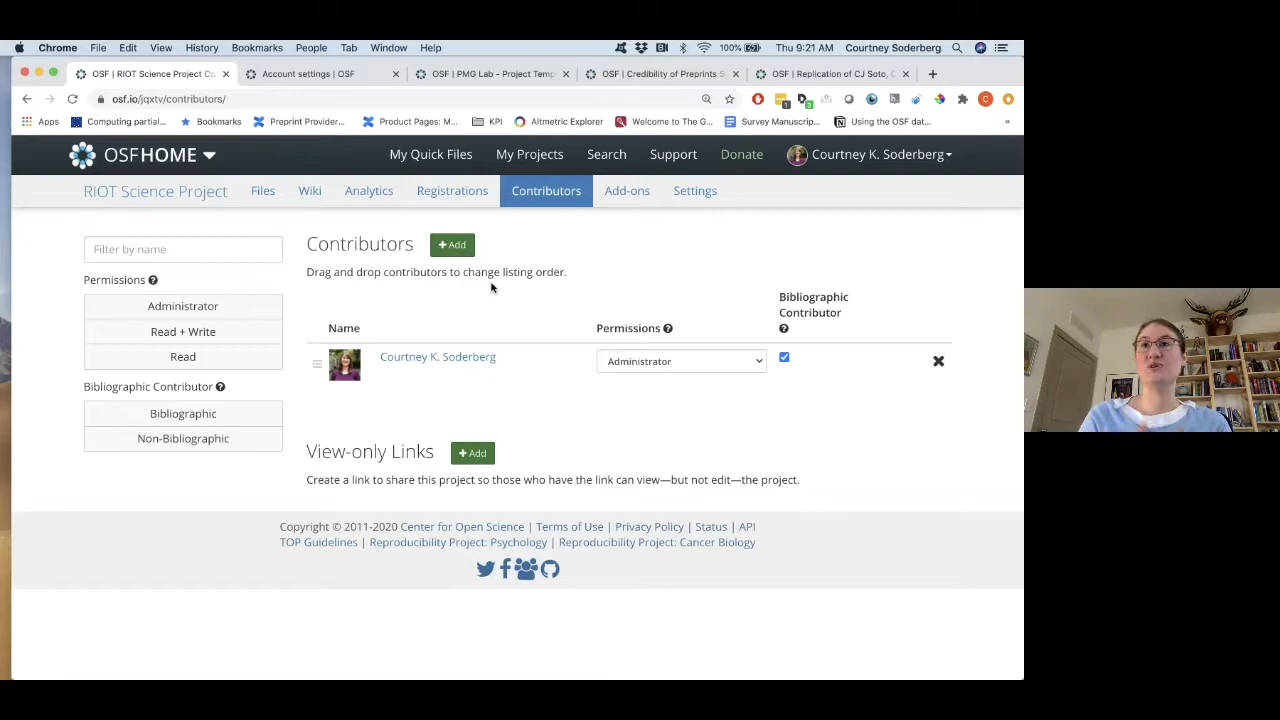 Chrome File Edit View History Bookmarks People Tab Window Help 100% Thu 9:21 AM Courtney Soderberg
OSF | RIOT Science Project Co Account settings | OSF OSF | PMG Lab - Project Temp OSF | Credibility of Preprints S OSF | Replication of CJ Soto, C
osf.io/jqxtv/contributors/
Apps Computing partial... Bookmarks Preprint Provider... Product Pages: M... KPI Altmetric Explorer Welcome to The G... Survey Manuscrip... Using the OSF dat... »
OSFHOME My Quick Files My Projects Search Support Donate Courtney K. Soderberg
RIOT Science Project Files Wiki Analytics Registrations Contributors Add-ons Settings
Filter by name
Permissions
Administrator
Read + Write
Read
Bibliographic Contributor
Bibliographic
Non-Bibliographic
Contributors + Add
Drag and drop contributors to change listing order.
Name Permissions Bibliographic
Contributor
Courtney K. Soderberg Administrator
View-only Links + Add
Create a link to share this project so those who have the link can view—but not edit—the project.
Copyright © 2011-2020 Center for Open Science | Terms of Use | Privacy Policy | Status | API
TOP Guidelines | Reproducibility Project: Psychology | Reproducibility Project: Cancer Biology